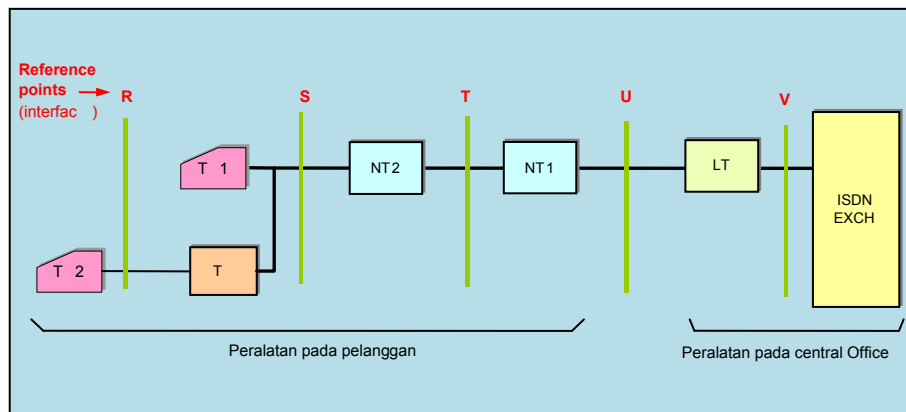 Reference
points
(interfac )
R
S
T
U
V
T 1
NT2
NT1
LT
ISDN
EXCH
T 2
T
Peralatan pada pelanggan
Peralatan pada central Office